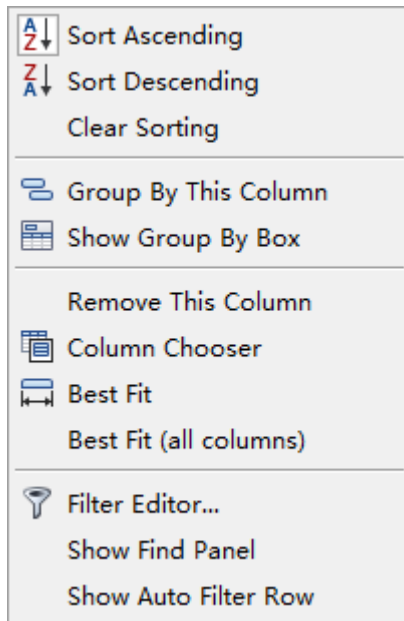 Sort Ascending
Sort Descending
Clear Sorting
Group By This Column
Show Group By Box
Remove This Column
Column Chooser
Best Fit
Best Fit (all columns)
Filter Editor...
Show Find Panel
Show Auto Filter Row